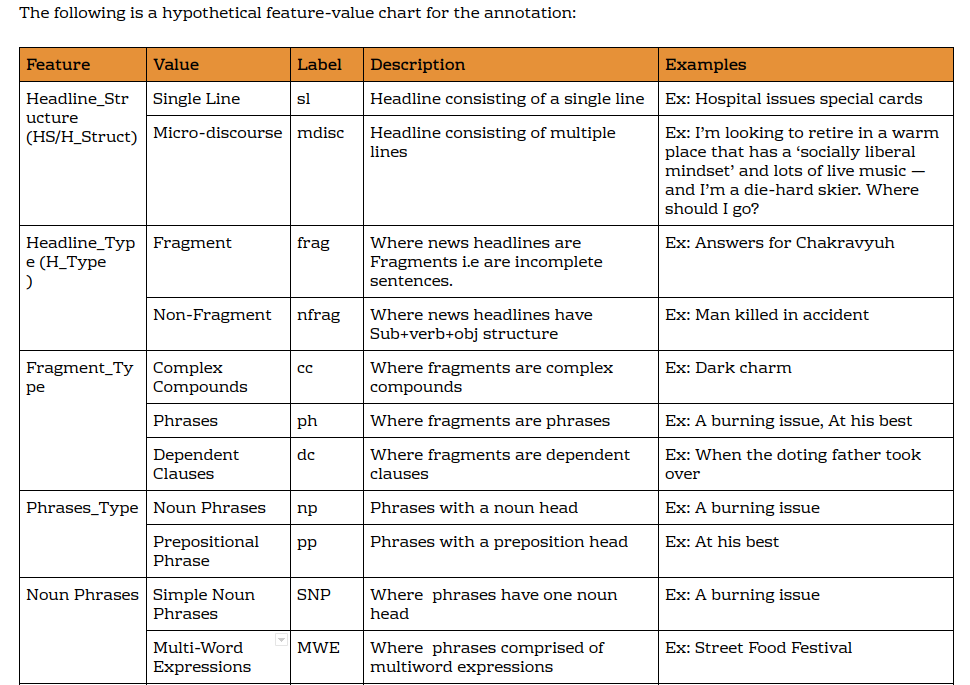 The following is a hypothetical feature-value chart for the annotation:
Feature Value Label Description Examples
Headline_Str
ucture
(HS/H_Struct)
Single Line sl Headline consisting of a single line Ex: Hospital issues special cards
Micro-discourse mdisc Headline consisting of multiple
lines
Ex: I’m looking to retire in a warm
place that has a ‘socially liberal
mindset’ and lots of live music —
and I’m a die-hard skier. Where
should I go?
Headline_Typ
e (H_Type
)
Fragment frag Where news headlines are
Fragments i.e are incomplete
sentences.
Ex: Answers for Chakravyuh
Non-Fragment nfrag Where news headlines have
Sub+verb+obj structure
Ex: Man killed in accident
Fragment_Ty
pe
Complex
Compounds
cc Where fragments are complex
compounds
Ex: Dark charm
Phrases ph Where fragments are phrases Ex: A burning issue, At his best
Dependent
Clauses
dc Where fragments are dependent
clauses
Ex: When the doting father took
over
Phrases_Type Noun Phrases np Phrases with a noun head Ex: A burning issue
Prepositional
Phrase
pp Phrases with a preposition head Ex: At his best
Noun Phrases Simple Noun
Phrases
SNP Where phrases have one noun
head
Ex: A burning issue
Multi-Word
Expressions
MWE Where phrases comprised of
multiword expressions
Ex: Street Food Festival